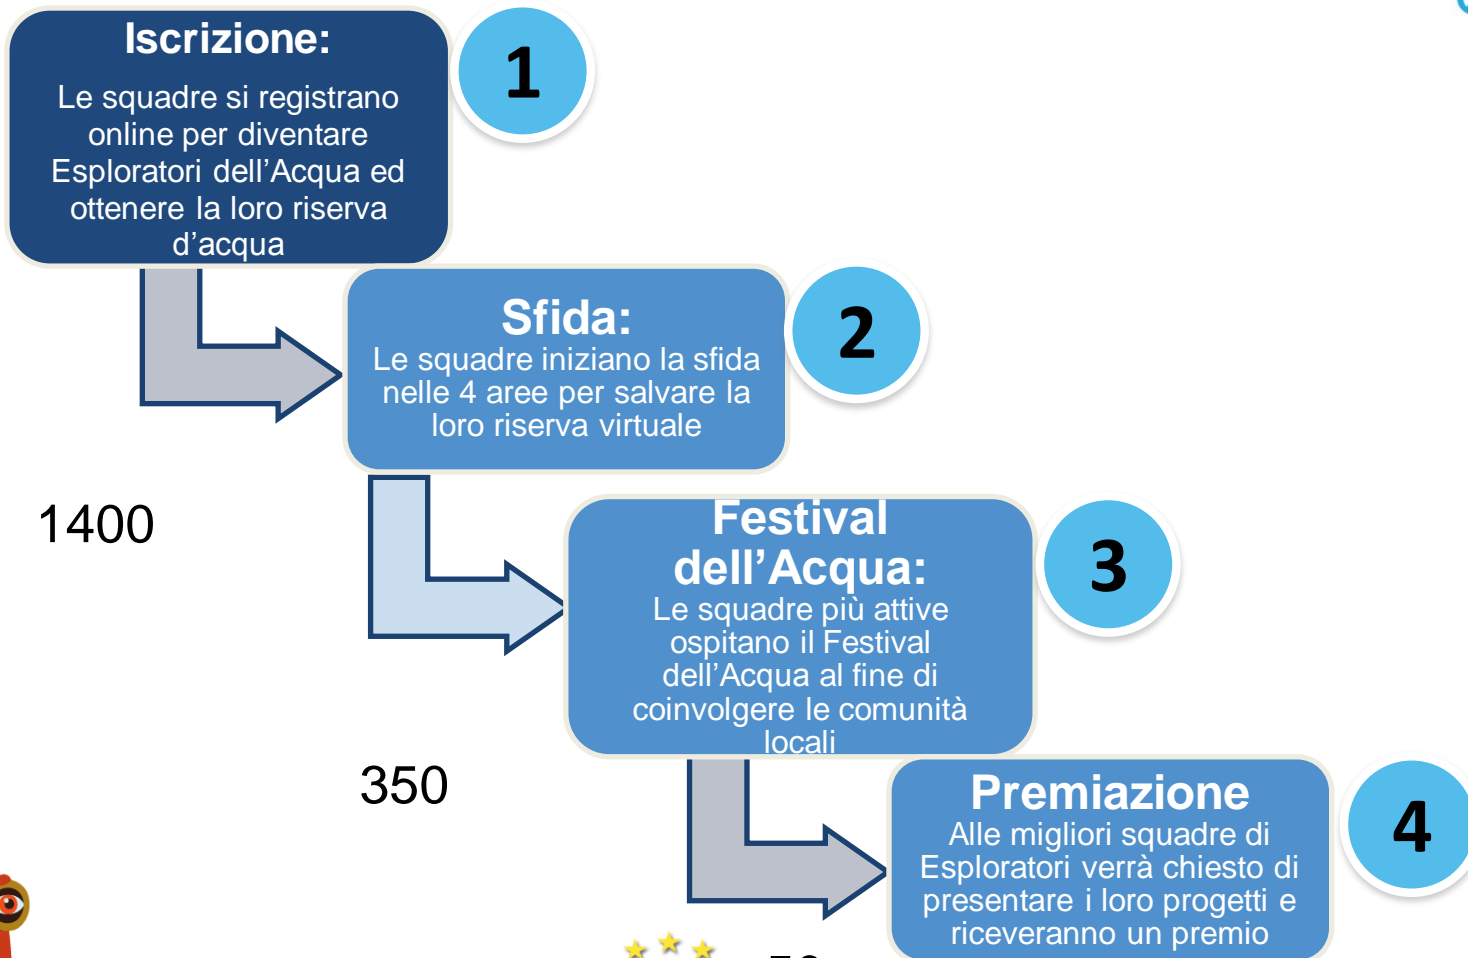 Iscrizione:
Le squadre si registrano
online per diventare
Esploratori dell’Acqua ed
ottenere la loro riserva
d’acqua
1
Sfida:
Le squadre iniziano la sfida
nelle 4 aree per salvare la
loro riserva virtuale
2
1400
Festival
dell’Acqua:
Le squadre più attive
ospitano il Festival
dell’Acqua al fine di
coinvolgere le comunità
locali
3
350
Premiazione
Alle migliori squadre di
Esploratori verrà chiesto di
presentare i loro progetti e
riceveranno un premio
4